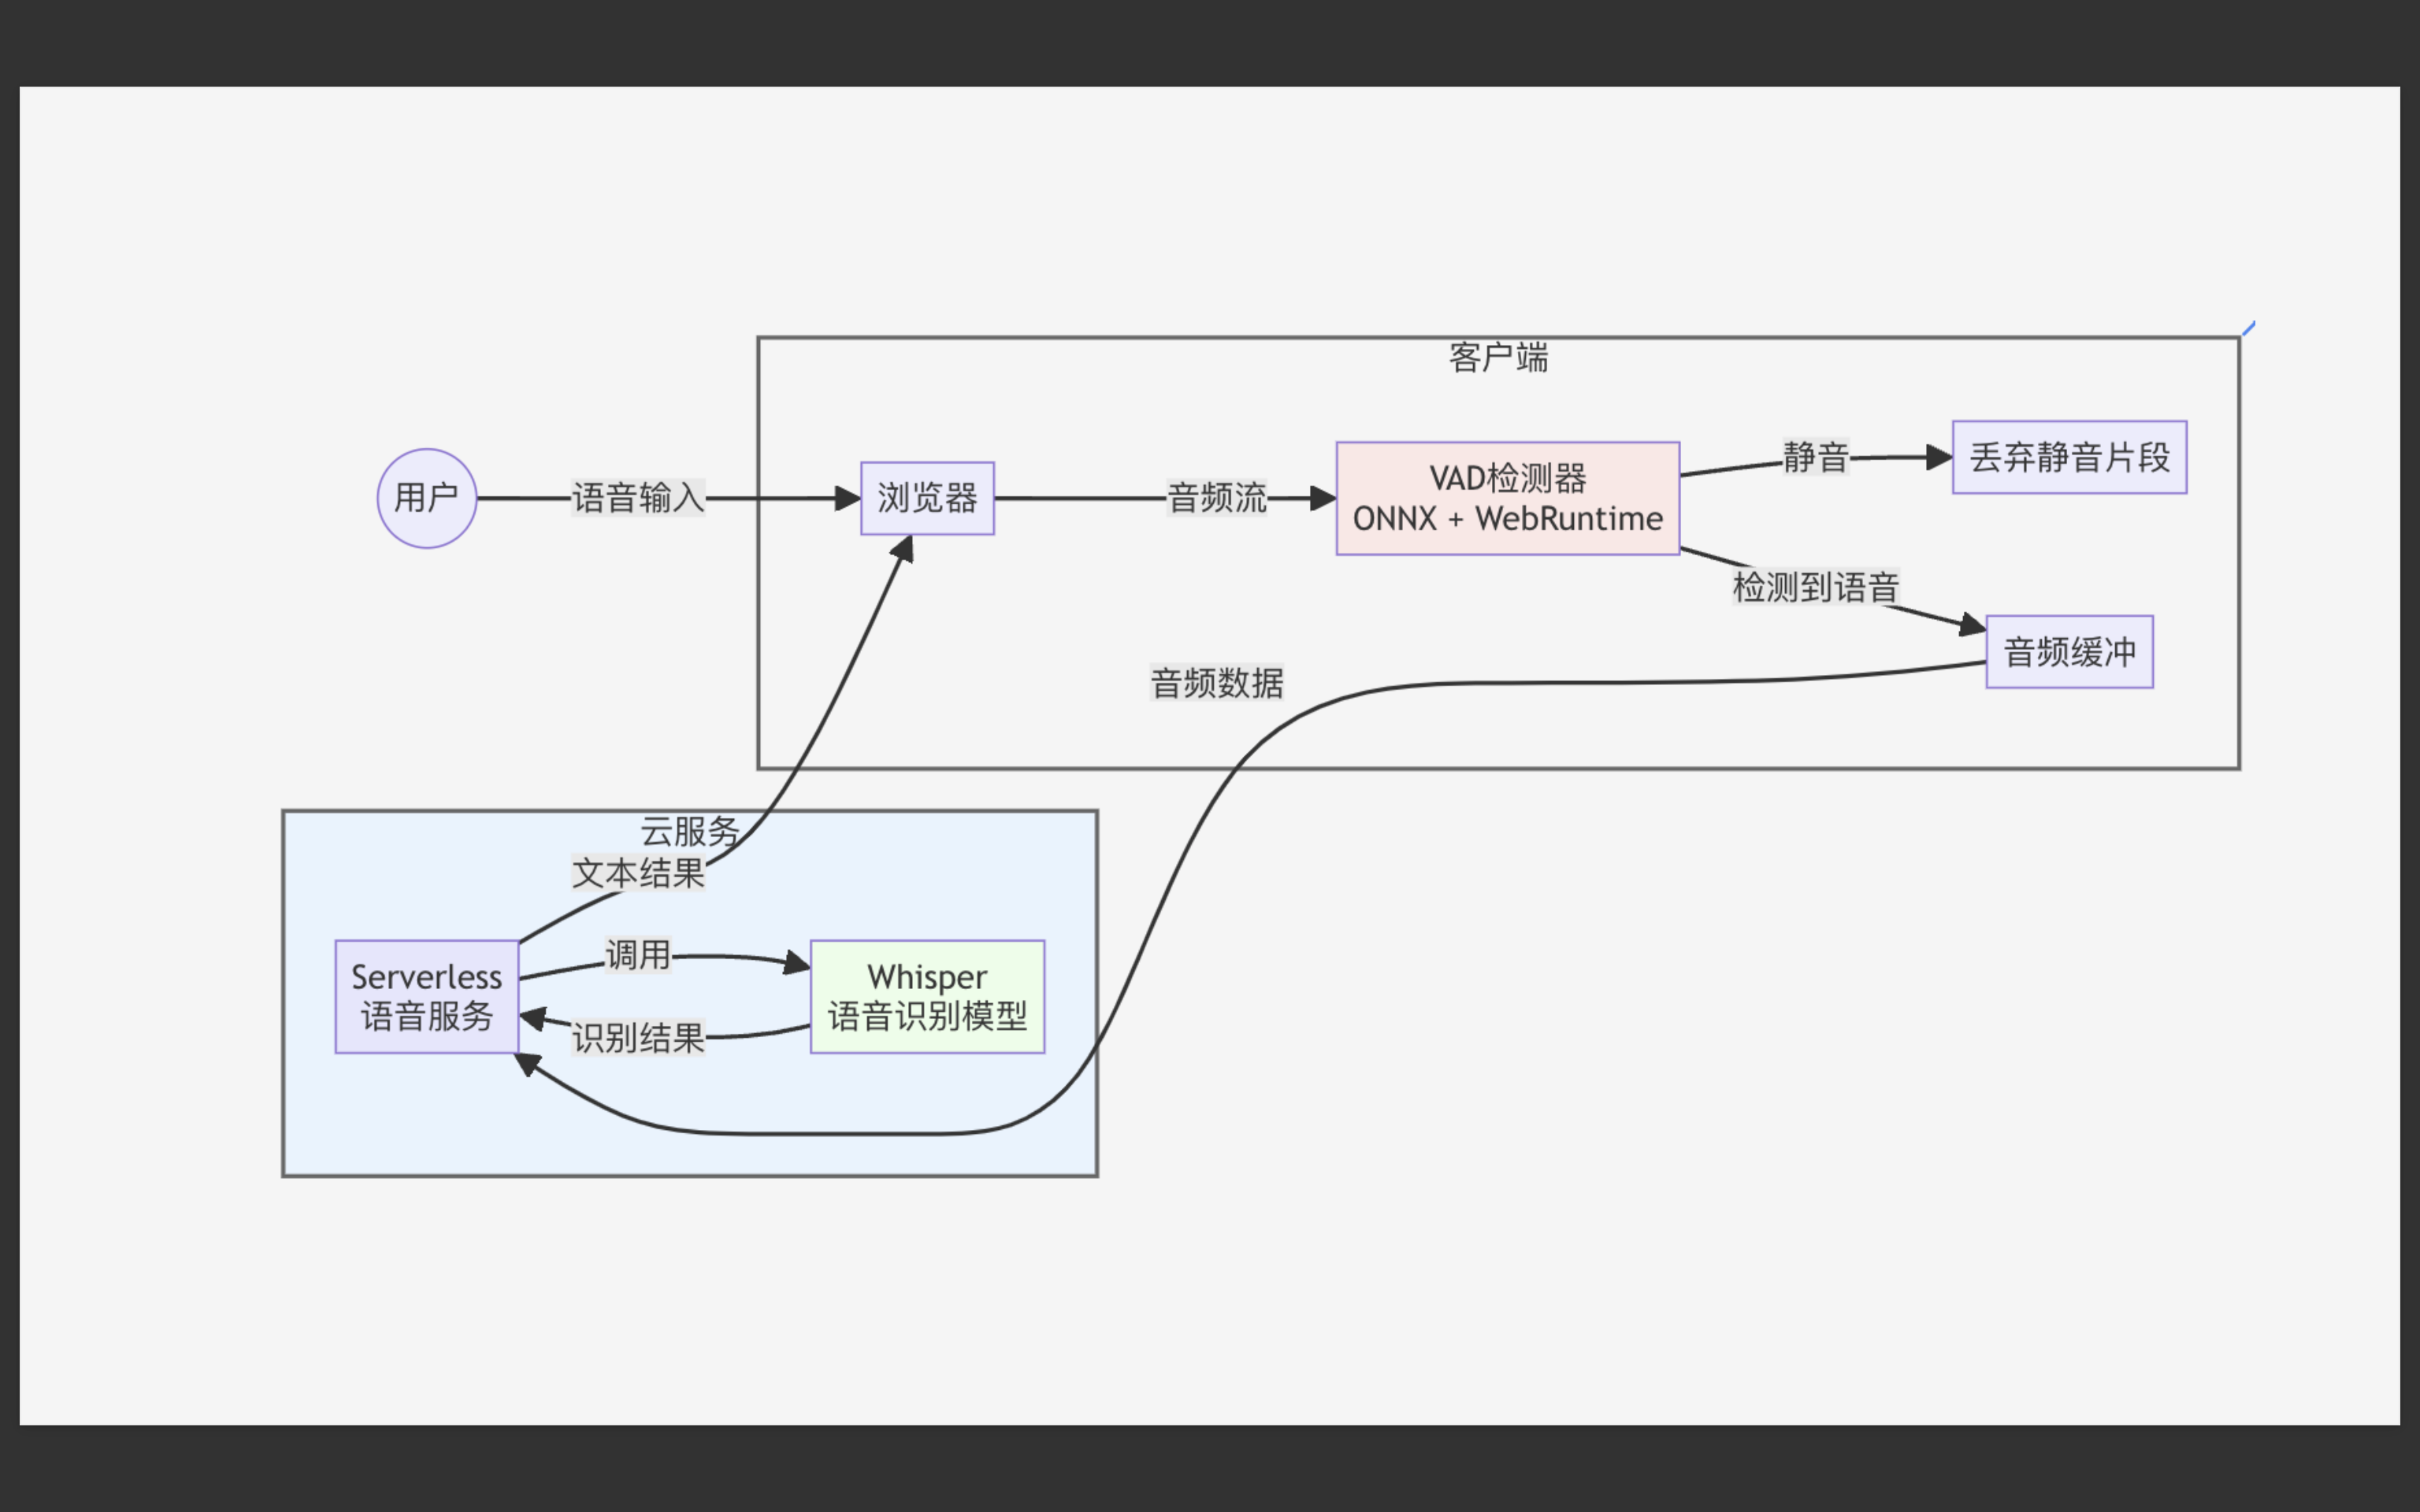 客户端
用户
语音输入
浏览器
音频流
VAD检测器
ONNX + WebRuntime
静音
丢弃静音片段
检测到语音
音频缓冲
音频数据
云服务
文本结果
Serverless
语音服务
调用
识别结果
Whisper
语音识别模型